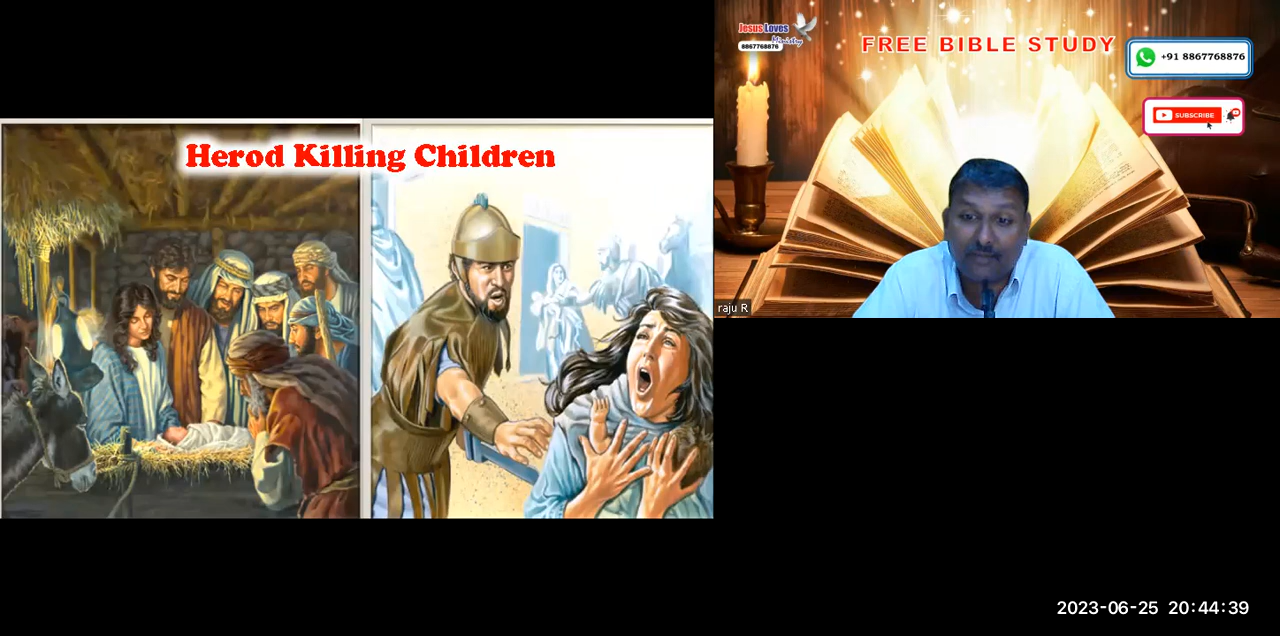 Herod Killing Children
Jesus Loves
Ministry
8867768876
FREE BIBLE STUDY
+91 8867768876
SUBSCRIBE
raju R
2023-06-25 20:44:39